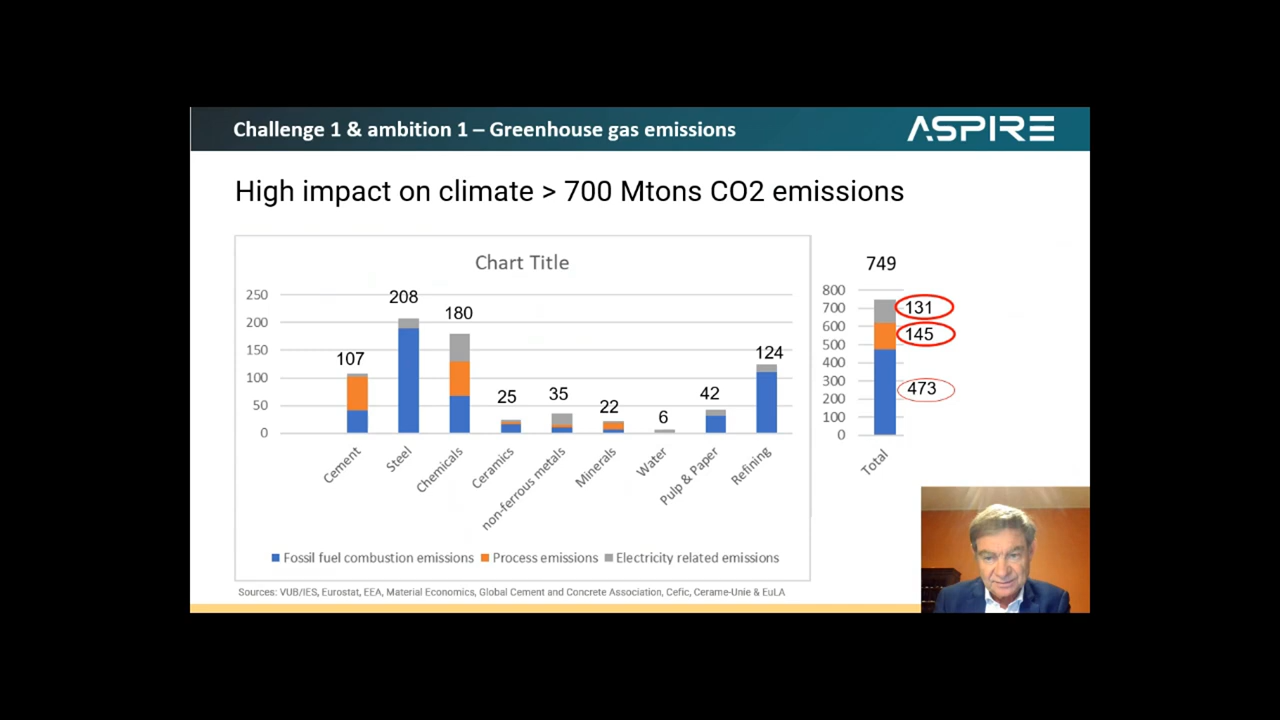 Challenge 1 & ambition 1 – Greenhouse gas emissions
ASPIRE
High impact on climate > 700 Mtons CO2 emissions
Chart Title
250
200
150
100
50
0
107
208
180
25
35
22
6
42
124
Cement
Steel
Chemicals
Ceramics
non-ferrous metals
Minerals
Water
Pulp & Paper
Refining
Fossil fuel combustion emissions Process emissions Electricity related emissions
749
800
700
600
500
400
300
200
100
0
131
145
473
Total
Sources: VUB/IES, Eurostat, EEA, Material Economics, Global Cement and Concrete Association, Cefic, Cerame-Unie & EuLA